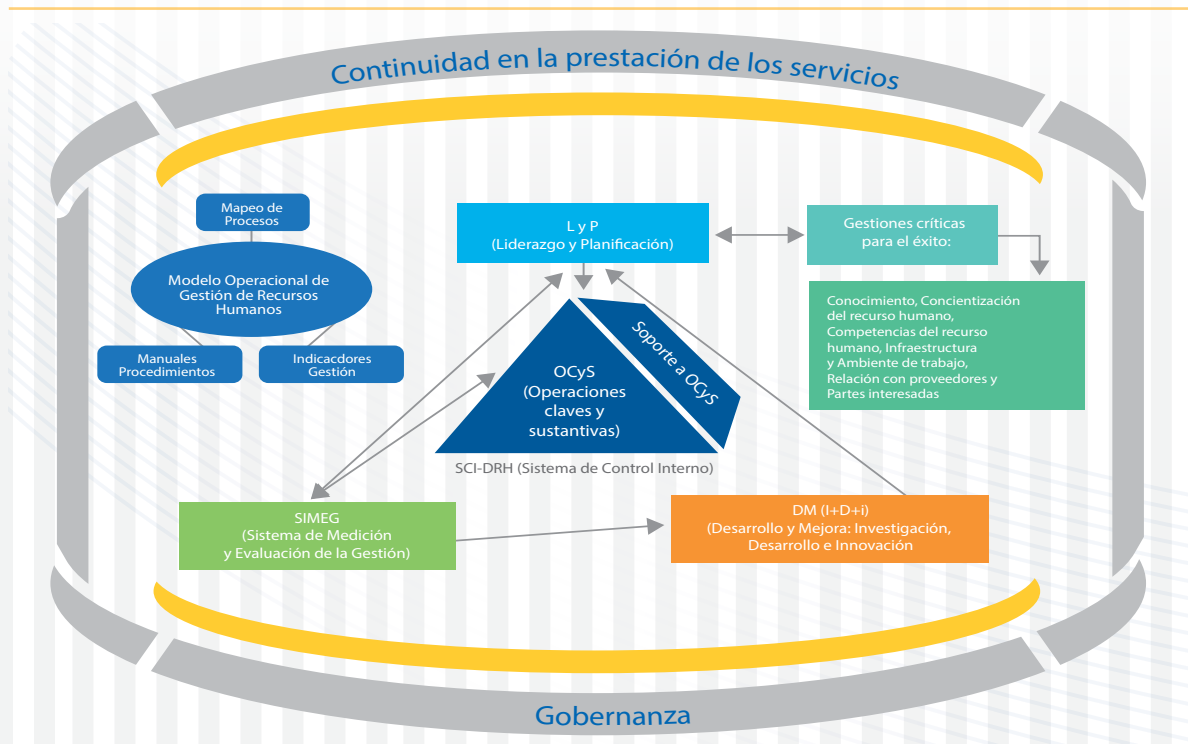 Continuidad en la prestación de los servicios
Mapeo de
Procesos
Modelo Operacional de
Gestión de Recursos
Humanos
Manuales
Procedimientos
Indicacdores
Gestión
L y P
(Liderazgo y Planificación)
Gestiones críticas
para el éxito:
Conocimiento, Concientización
del recurso humano,
Competencias del recurso
humano, Infraestructura
y Ambiente de trabajo,
Relación con proveedores y
Partes interesadas
Soporte a OCyS
OCyS
(Operaciones
claves y
sustantivas)
SCI-DRH (Sistema de Control Interno)
SIMEG
(Sistema de Medición
y Evaluación de la Gestión)
DM (I+D+i)
(Desarrollo y Mejora: Investigación,
Desarrollo e Innovación
Gobernanza